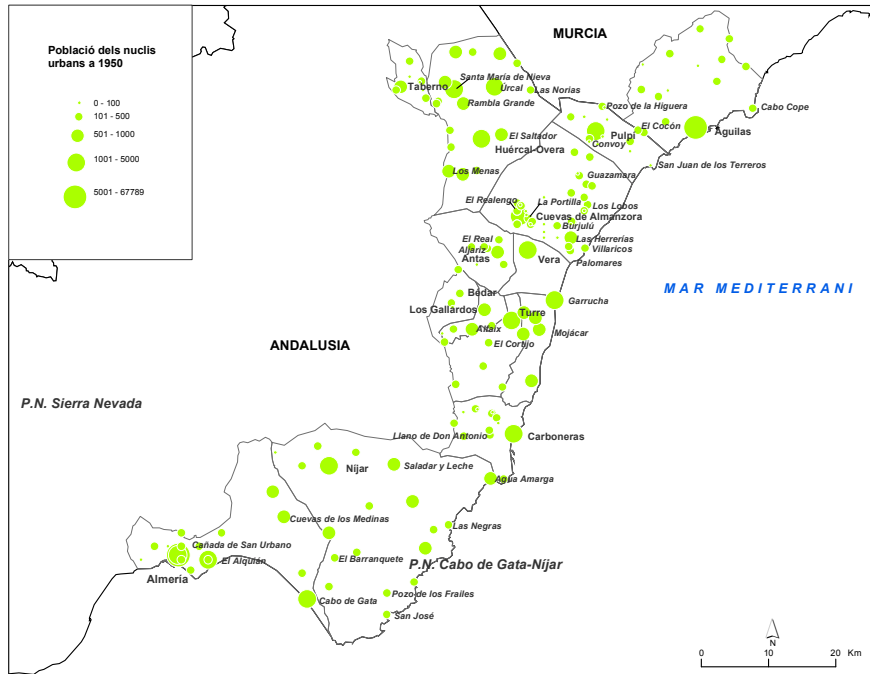 Població dels nuclis
urbans a 1950
0 - 100
101 - 500
501 - 1000
1001 - 5000
5001 - 67789
MURCIA
Santa María de Nieva
Taberno
Úrcal
Las Norias
Rambla Grande
Pozo de la Higuera
Cabo Cope
El Cocón
Águilas
Pulpí
El Saltador
Convoy
Huércal-Overa
San Juan de los Terreros
Los Menas
Guazamara
El Realengo
La Portilla
Los Lobos
Cuevas de Almanzora
Burjulú
El Real
Las Herrerías
Aljariz
Villaricos
Antas
Vera
Palomares
MAR MEDITERRANI
Bédar
Garrucha
Los Gallardos
Turre
Alfaix
Mojácar
ANDALUSIA
El Cortijo
P.N. Sierra Nevada
Llano de Don Antonio
Carboneras
Níjar
Saladar y Leche
Agua Amarga
Cuevas de los Medinas
Las Negras
Cañada de San Urbano
El Alquián
El Barranquete
P.N. Cabo de Gata-Níjar
Almería
Cabo de Gata
Pozo de los Frailes
San José
N
0 10 20 Km